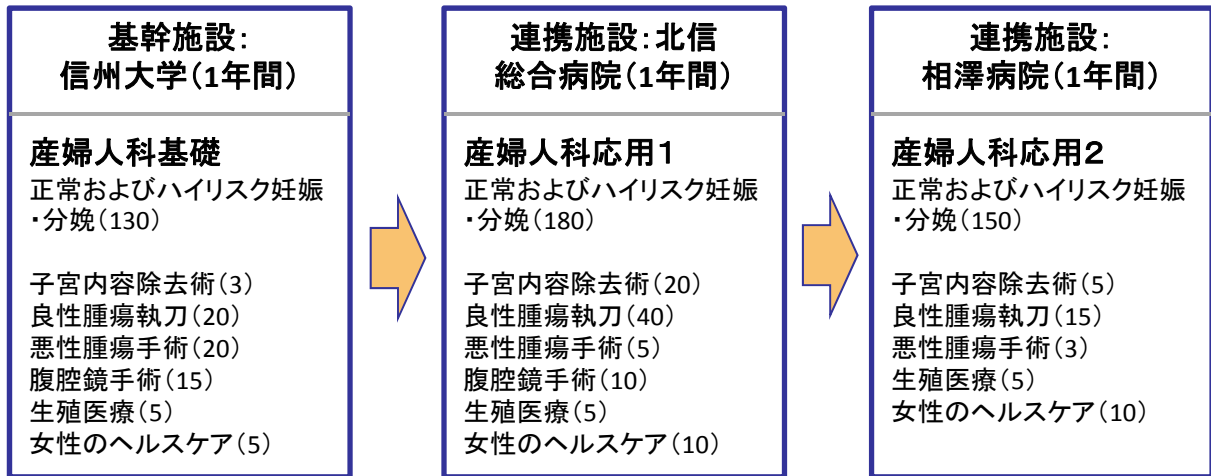 基幹施設:
信州大学(1年間)
産婦人科基礎
正常およびハイリスク妊娠
・分娩(130)
子宮内容除去術(3)
良性腫瘍執刀(20)
悪性腫瘍手術(20)
腹腔鏡手術(15)
生殖医療(5)
女性のヘルスケア(5)
連携施設:北信
総合病院(1年間)
産婦人科応用1
正常およびハイリスク妊娠
・分娩(180)
子宮内容除去術(20)
良性腫瘍執刀(40)
悪性腫瘍手術(5)
腹腔鏡手術(10)
生殖医療(5)
女性のヘルスケア(10)
連携施設:
相澤病院(1年間)
産婦人科応用2
正常およびハイリスク妊娠
・分娩(150)
子宮内容除去術(5)
良性腫瘍執刀(15)
悪性腫瘍手術(3)
生殖医療(5)
女性のヘルスケア(10)